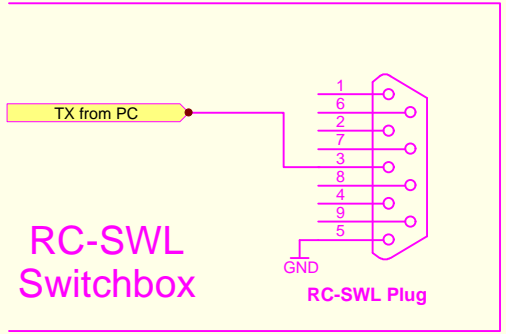 1
6
TX from PC
2
7
3
8
4
9
5
RC-SWL
Switchbox
GND
RC-SWL Plug